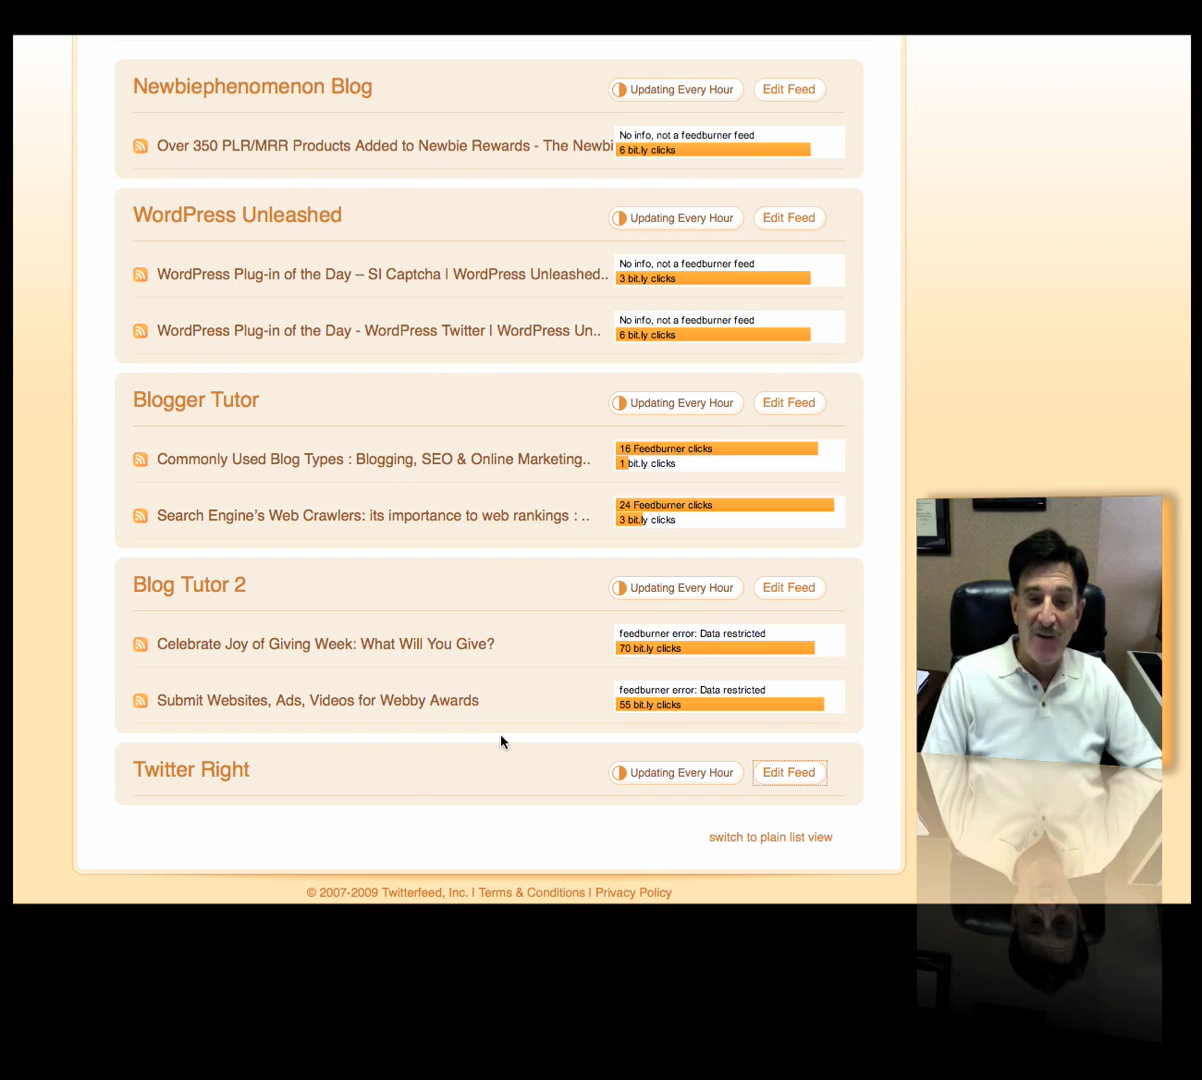 Newbiephenomenon Blog
Updating Every Hour
Edit Feed
Over 350 PLR/MRR Products Added to Newbie Rewards - The Newbi
No info, not a feedburner feed
6 bit.ly clicks
WordPress Unleashed
Updating Every Hour
Edit Feed
WordPress Plug-in of the Day – SI Captcha | WordPress Unleashed..
No info, not a feedburner feed
3 bit.ly clicks
WordPress Plug-in of the Day - WordPress Twitter | WordPress Un..
No info, not a feedburner feed
6 bit.ly clicks
Blogger Tutor
Updating Every Hour
Edit Feed
Commonly Used Blog Types : Blogging, SEO & Online Marketing..
16 Feedburner clicks
1 bit.ly clicks
Search Engine's Web Crawlers: its importance to web rankings : ..
24 Feedburner clicks
3 bit.ly clicks
Blog Tutor 2
Updating Every Hour
Edit Feed
Celebrate Joy of Giving Week: What Will You Give?
feedburner error: Data restricted
70 bit.ly clicks
Submit Websites, Ads, Videos for Webby Awards
feedburner error: Data restricted
55 bit.ly clicks
Twitter Right
Updating Every Hour
Edit Feed
switch to plain list view
© 2007-2009 Twitterfeed, Inc. | Terms & Conditions | Privacy Policy